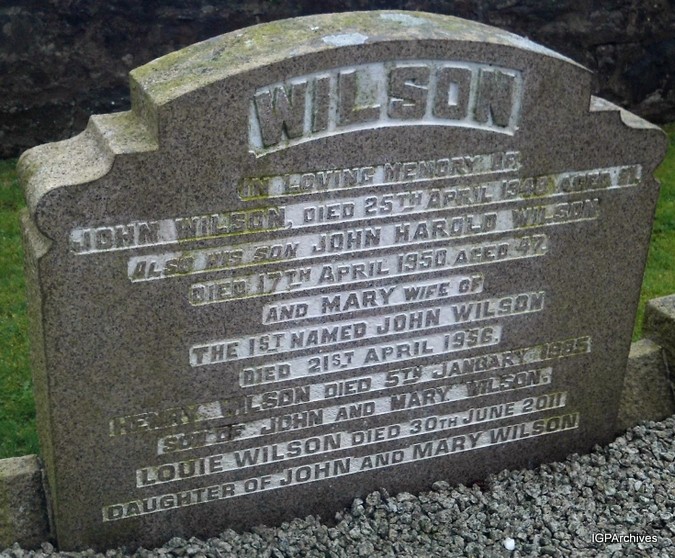 WILSON
IN LOVING MEMORY OF
JOHN WILSON, DIED 25TH APRIL AGED
ALSO HIS SON JOHN HAROLD WILSON
DIED 17TH APRIL 1950 AGED 47.
AND MARY WIFE OF
THE 1ST NAMED JOHN WILSON
DIED 21ST APRIL 1956.
HENRY WILSON DIED 5TH JANUARY
SON OF JOHN AND MARY WILSON.
LOUIE WILSON DIED 30TH JUNE 2011
DAUGHTER OF JOHN AND MARY WILSON
IGPArchives